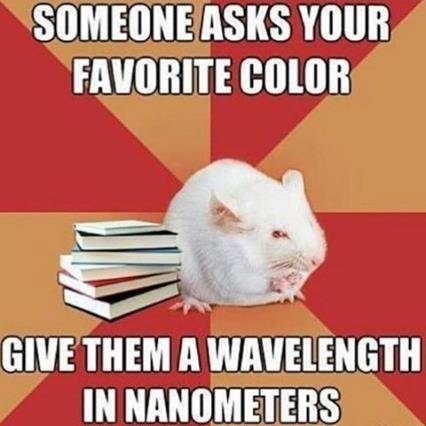 SOMEONE ASKS YOUR
FAVORITE COLOR
GIVE THEM A WAVELENGTH
IN NANOMETERS